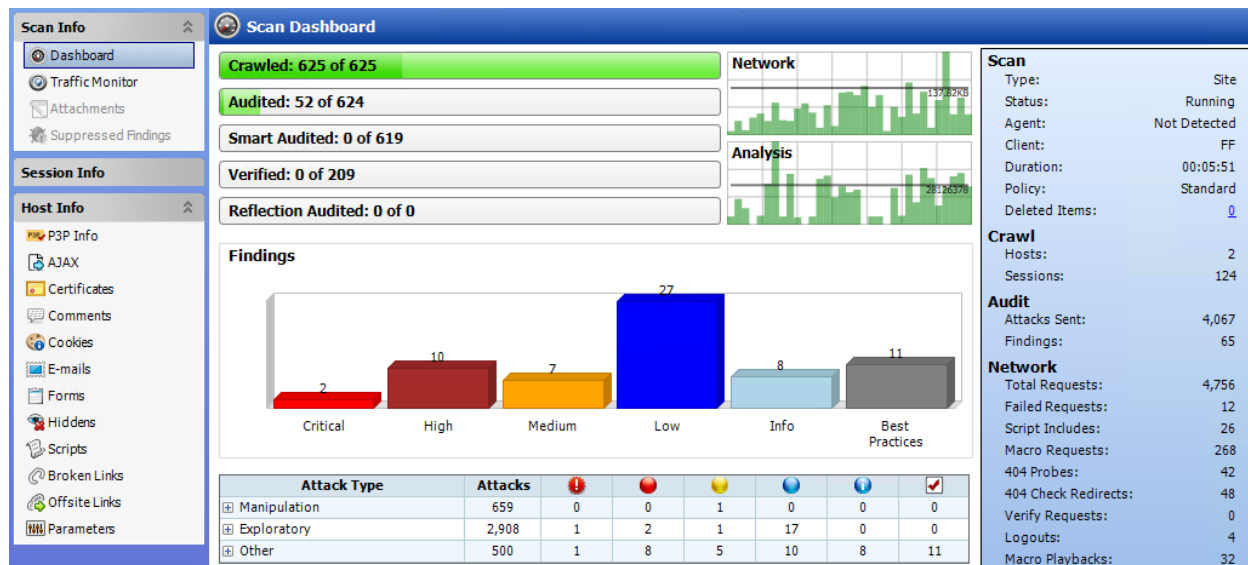 Scan Info
Dashboard
Traffic Monitor
Attachments
Suppressed Findings
Session Info
Host Info
P3P Info
AJAX
Certificates
Comments
Cookies
E-mails
Forms
Hiddens
Scripts
Broken Links
Offsite Links
Parameters
Scan Dashboard
Crawled: 625 of 625
Audited: 52 of 624
Smart Audited: 0 of 619
Verified: 0 of 209
Reflection Audited: 0 of 0
Network
137.82KB
Analysis
28126378
Findings
2
10
7
27
8
11
Critical
High
Medium
Low
Info
Best
Practices
Attack Type Attacks
Manipulation 659 0 0 1 0 0 0
Exploratory 2,908 1 2 1 17 0 0
Other 500 1 8 5 10 8 11
Scan
Type: Site
Status: Running
Agent: Not Detected
Client: FF
Duration: 00:05:51
Policy: Standard
Deleted Items: 0
Crawl
Hosts: 2
Sessions: 124
Audit
Attacks Sent: 4,067
Findings: 65
Network
Total Requests: 4,756
Failed Requests: 12
Script Includes: 26
Macro Requests: 268
404 Probes: 42
404 Check Redirects: 48
Verify Requests: 0
Logouts: 4
Macro Playbacks: 32